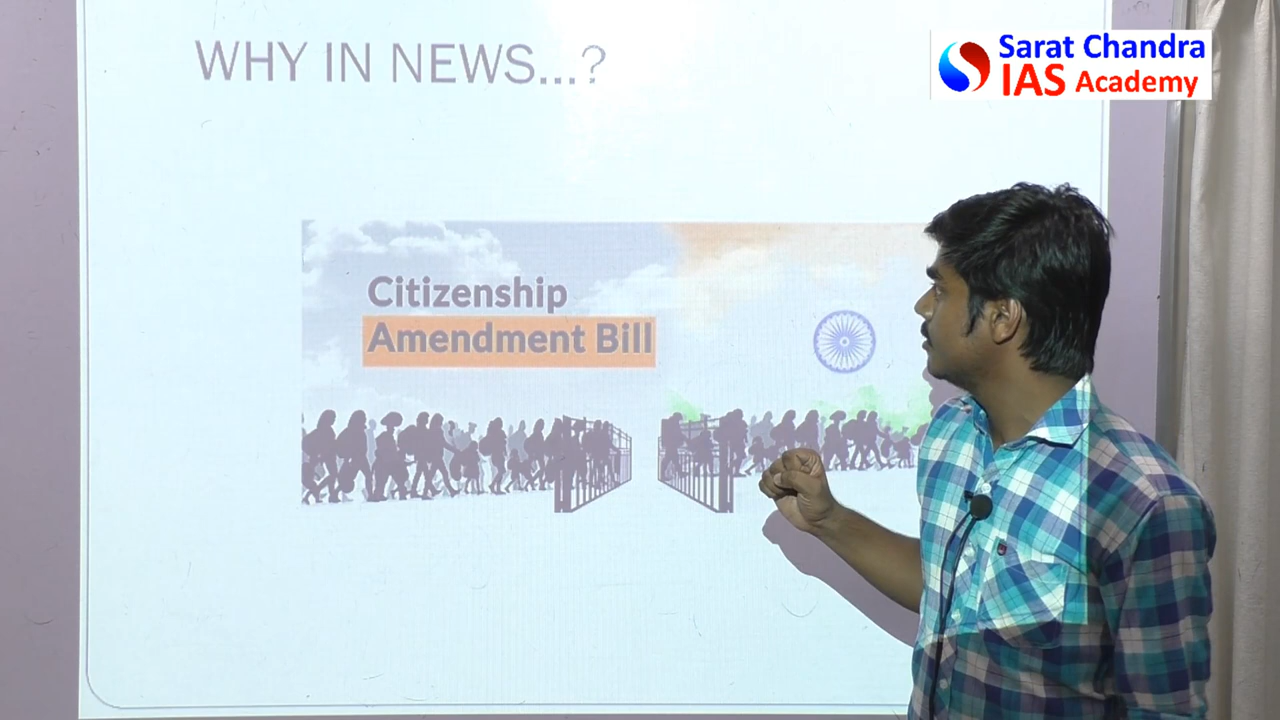 WHY IN NEWS...?
Sarat Chandra
IAS Academy
Citizenship
Amendment Bill